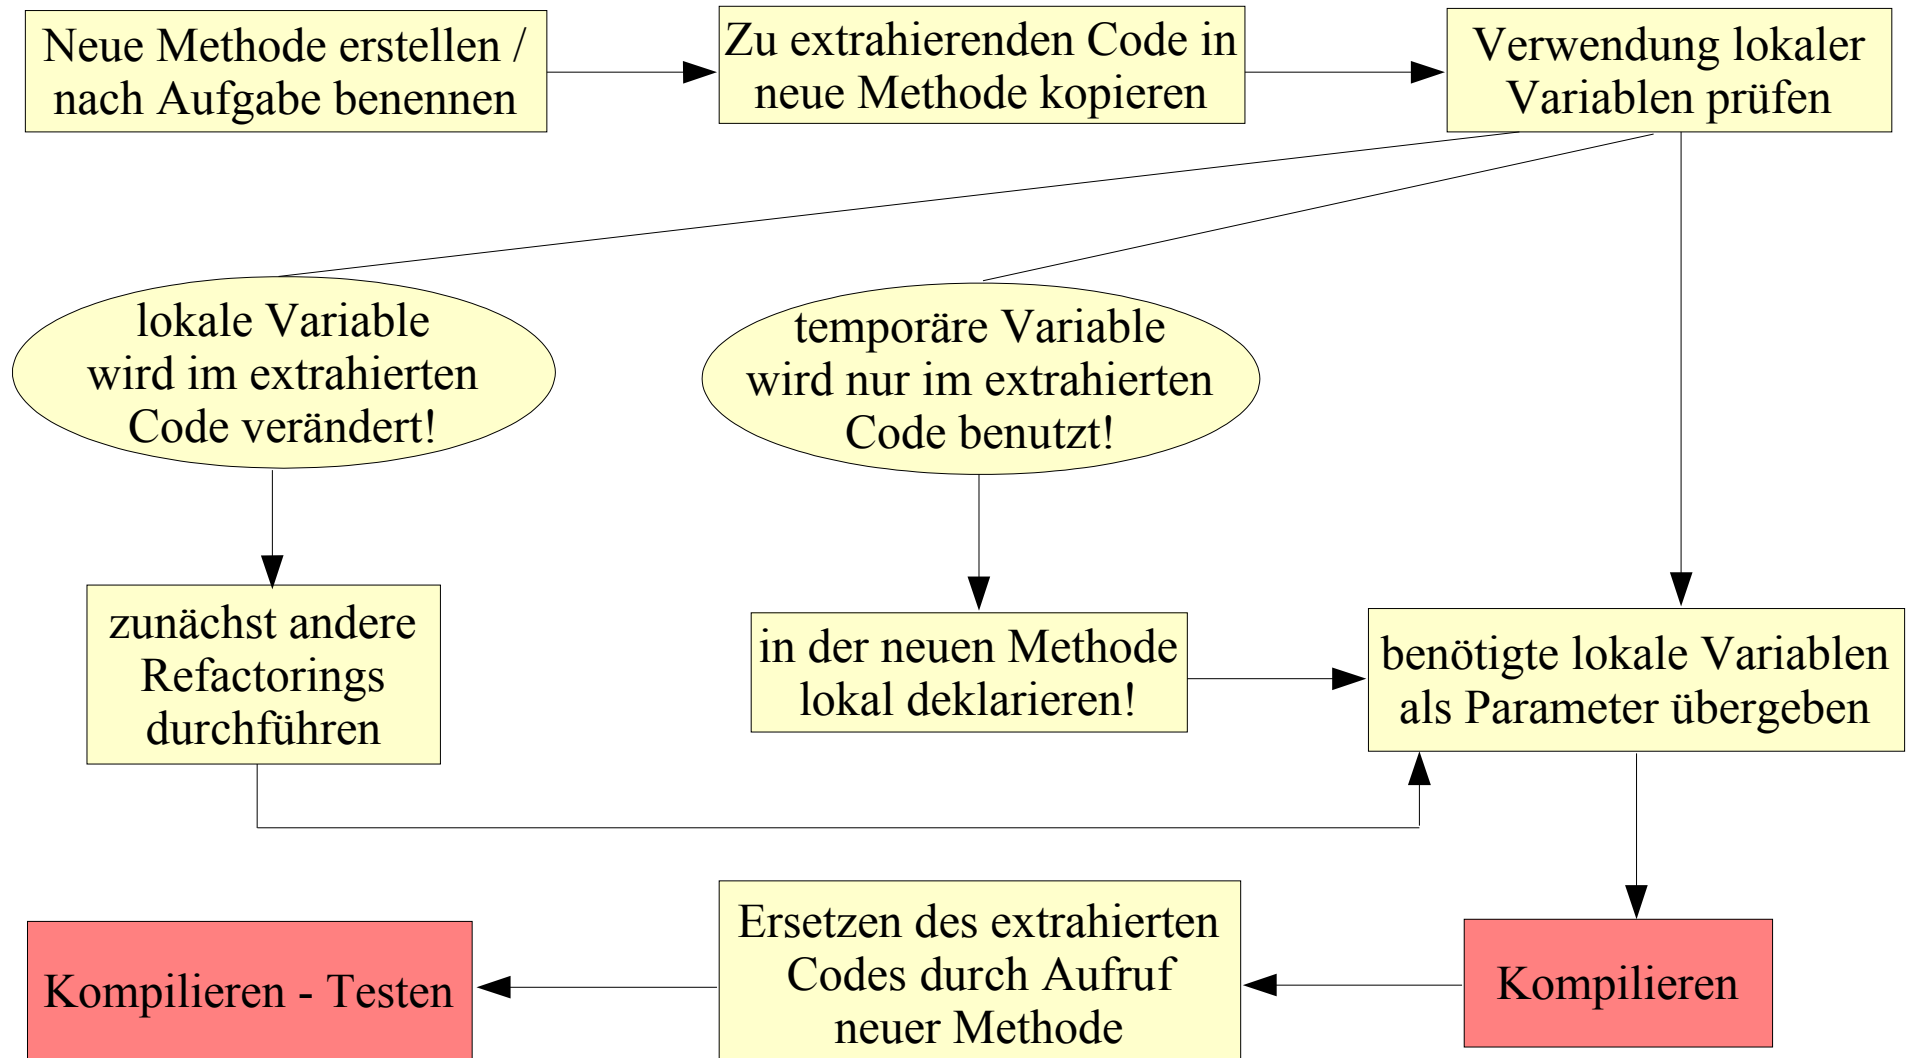 Neue Methode erstellen /
nach Aufgabe benennen
Zu extrahierenden Code in
neue Methode kopieren
Verwendung lokaler
Variablen prüfen
lokale Variable
wird im extrahierten
Code verändert!
temporäre Variable
wird nur im extrahierten
Code benutzt!
zunächst andere
Refactorings
durchführen
in der neuen Methode
lokal deklarieren!
benötigte lokale Variablen
als Parameter übergeben
Kompilieren - Testen
Ersetzen des extrahierten
Codes durch Aufruf
neuer Methode
Kompilieren